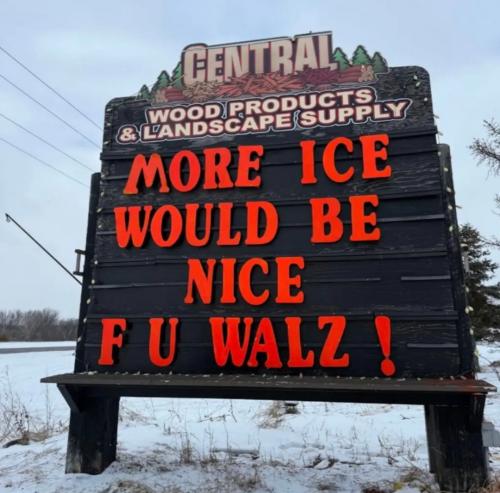 CENTRAL
WOOD PRODUCTS
& LANDSCAPE SUPPLY
MORE ICE
WOULD BE
NICE
F U WALZ !